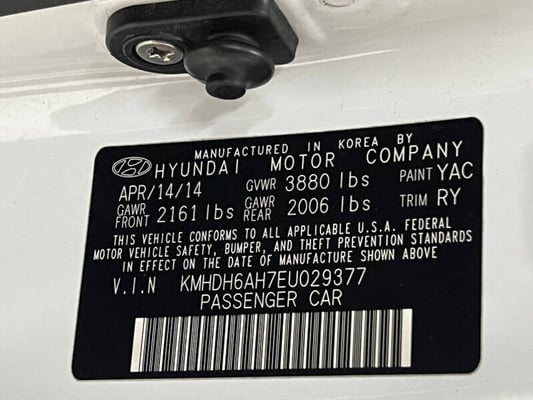 MANUFACTURED IN KOREA BY
HYUNDAI MOTOR COMPANY
APR/14/14 GVWR 3880 lbs PAINT YAC
GAWR FRONT 2161 lbs GAWR REAR 2006 lbs TRIM RY
THIS VEHICLE CONFORMS TO ALL APPLICABLE U.S.A. FEDERAL
MOTOR VEHICLE SAFETY, BUMPER, AND THEFT PREVENTION STANDARDS
IN EFFECT ON THE DATE OF MANUFACTURE SHOWN ABOVE
V.I.N KMHDH6AH7EU029377
PASSENGER CAR